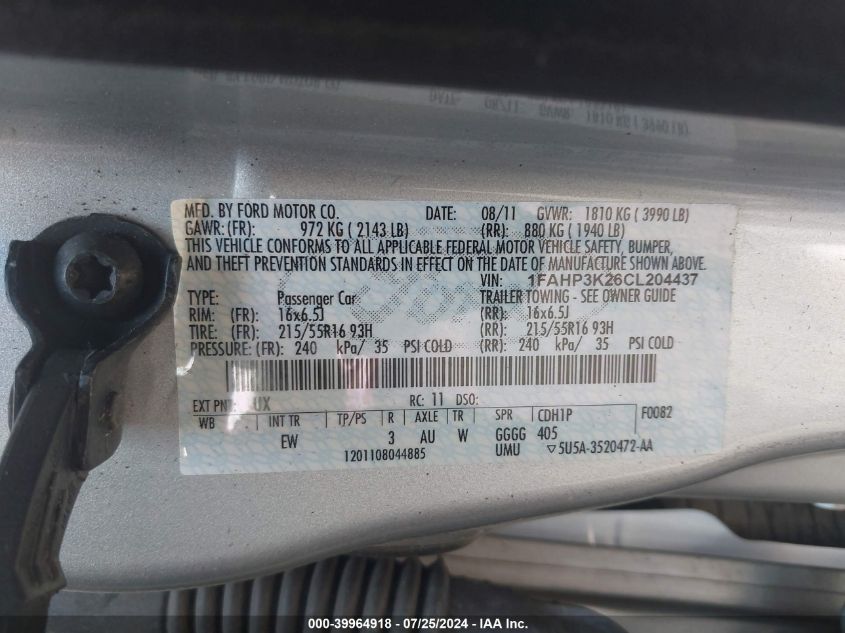 MFD. BY FORD MOTOR CO. DATE: 08/11 GVWR: 1810 KG ( 3990 LB)
GAWR: (FR): 972 KG ( 2143 LB) (RR): 880 KG ( 1940 LB)
THIS VEHICLE CONFORMS TO ALL APPLICABLE FEDERAL MOTOR VEHICLE SAFETY, BUMPER,
AND THEFT PREVENTION STANDARDS IN EFFECT ON THE DATE OF MANUFACTURE SHOWN ABOVE.
VIN: 1FAHP3K26CL204437
TYPE: Passenger Car TRAILER TOWING - SEE OWNER GUIDE
RIM: (FR): 16x6.5J (RR): 16x6.5J
TIRE: (FR): 215/55R16 93H (RR): 215/55R16 93H
PRESSURE: (FR): 240 kPa/ 35 PSI COLD (RR): 240 kPa/ 35 PSI COLD
EXT PNT: UX RC: 11 DSO:
WB INT TR TP/PS R AXLE TR SPR CDH1P F0082
EW 3 AU W GGGG 405
1201108044885 UMU 5U5A-3520472-AA
000-39964918 - 07/25/2024 - IAA Inc.